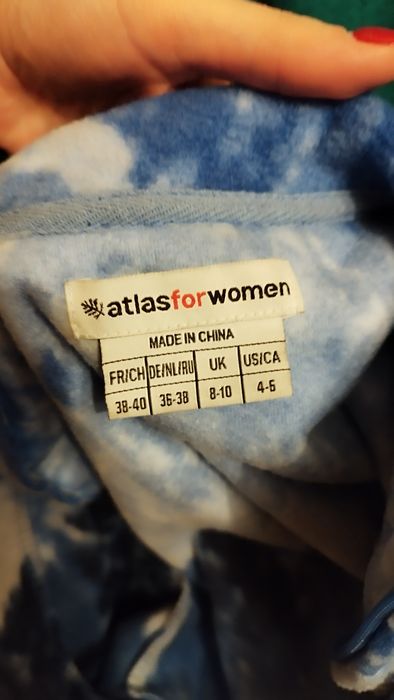 atlasforwomen
MADE IN CHINA
FR/CH DE/NL/RU UK US/CA
38-40 36-38 8-10 4-6